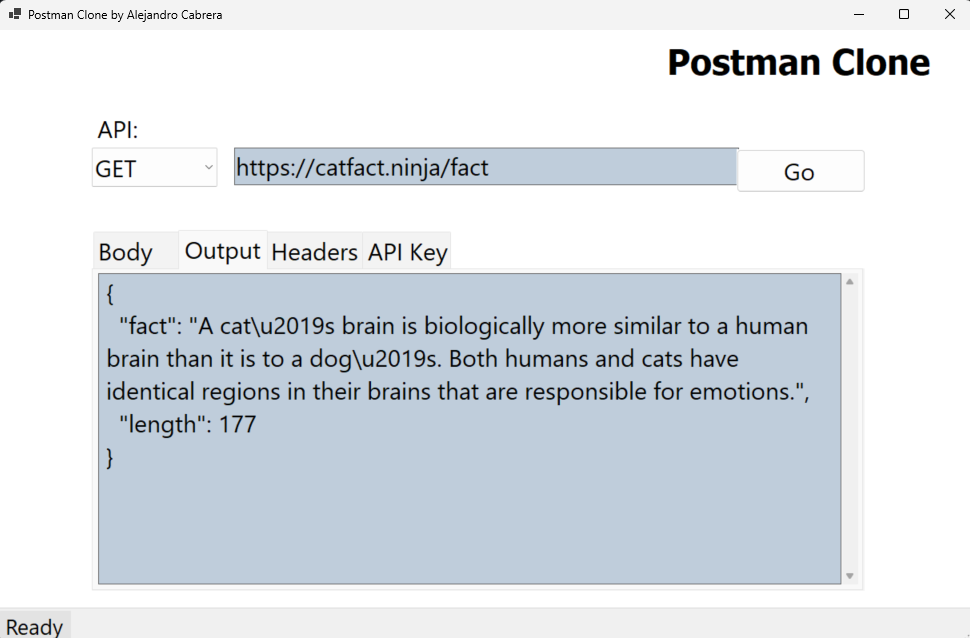 Postman Clone by Alejandro Cabrera
Postman Clone
API:
GET
https://catfact.ninja/fact
Go
Body Output Headers API Key
{
  "fact": "A cat\u2019s brain is biologically more similar to a human
brain than it is to a dog\u2019s. Both humans and cats have
identical regions in their brains that are responsible for emotions.",
  "length": 177
}
Ready